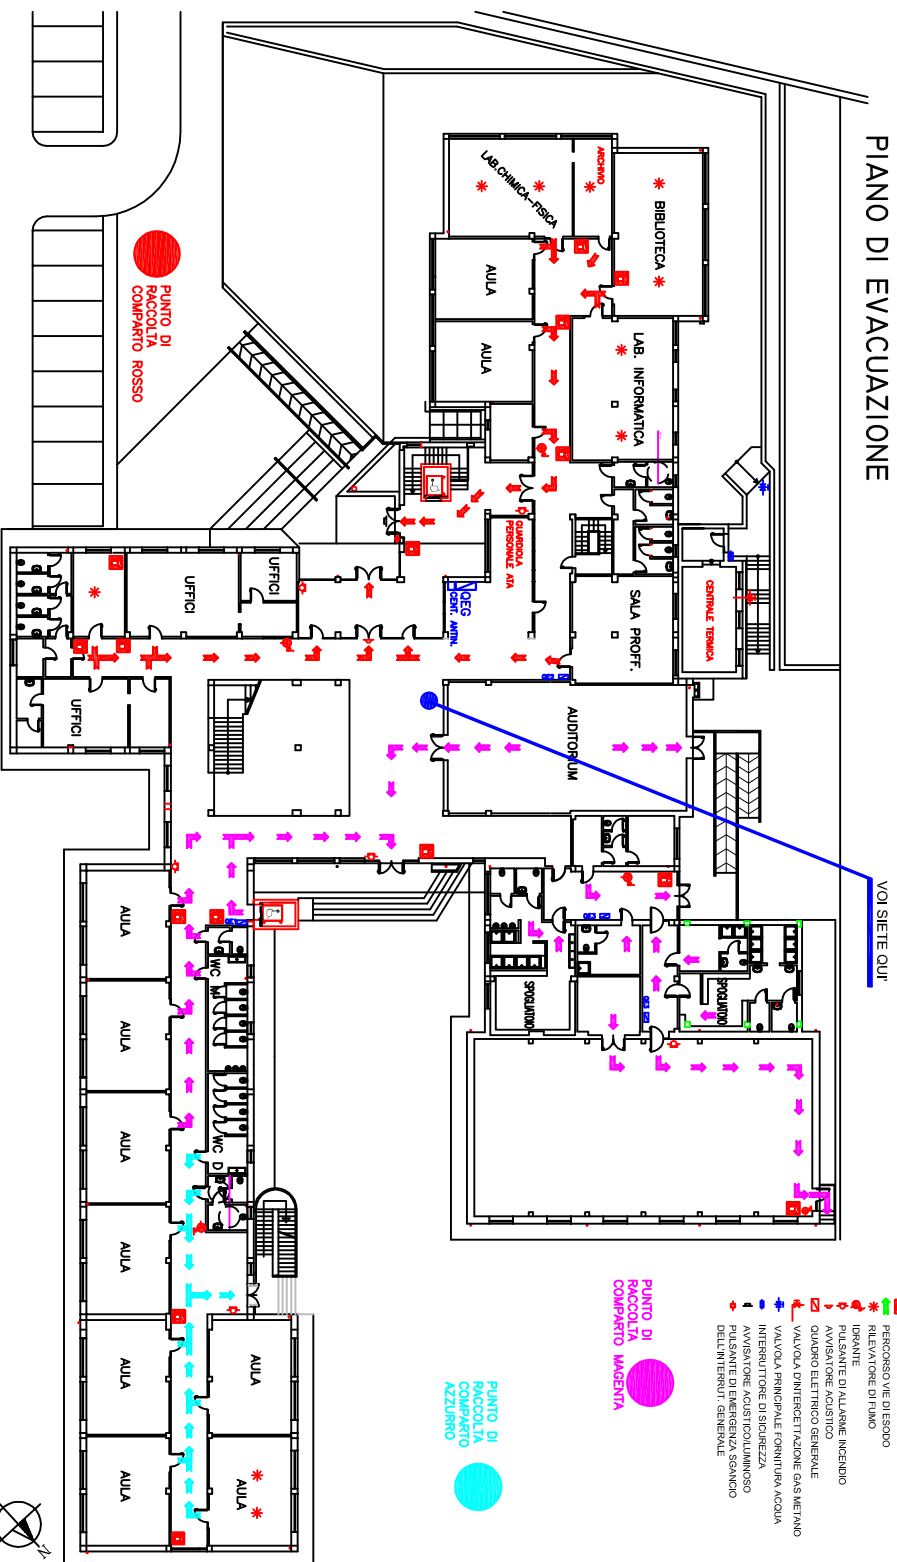 PIANO DI EVACUAZIONE
VOI SIETE QUI'
ARCHIVIO
LAB.CHIMICA-FISICA
BIBLIOTECA
AULA
AULA
LAB. INFORMATICA
PUNTO DI
RACCOLTA
COMPARTO ROSSO
GUARDIOLA
PERSONALE ATA
CENTRALE TERMICA
SALA PROFF.
QEG
CENT. ANTIN.
UFFICI
UFFICI
UFFICI
QE2
AUDITORIUM
QE3
QE3
SPOGLIATOIO
SPOGLIATOIO
WC M
WC D
AULA
AULA
AULA
AULA
AULA
AULA
AULA
AULA
PUNTO DI
RACCOLTA
COMPARTO MAGENTA
PUNTO DI
RACCOLTA
COMPARTO
AZZURRO
PERCORSO VIE DI ESODO
RILEVATORE DI FUMO
IDRANTE
PULSANTE DI ALLARME INCENDIO
AVVISATORE ACUSTICO
QUADRO ELETTRICO GENERALE
VALVOLA D'INTERCETTAZIONE GAS METANO
VALVOLA PRINCIPALE FORNITURA ACQUA
INTERRUTTORE DI SICUREZZA
AVVISATORE ACUSTICO/LUMINOSO
PULSANTE DI EMERGENZA SGANCIO
DELL'INTERRUT. GENERALE
N